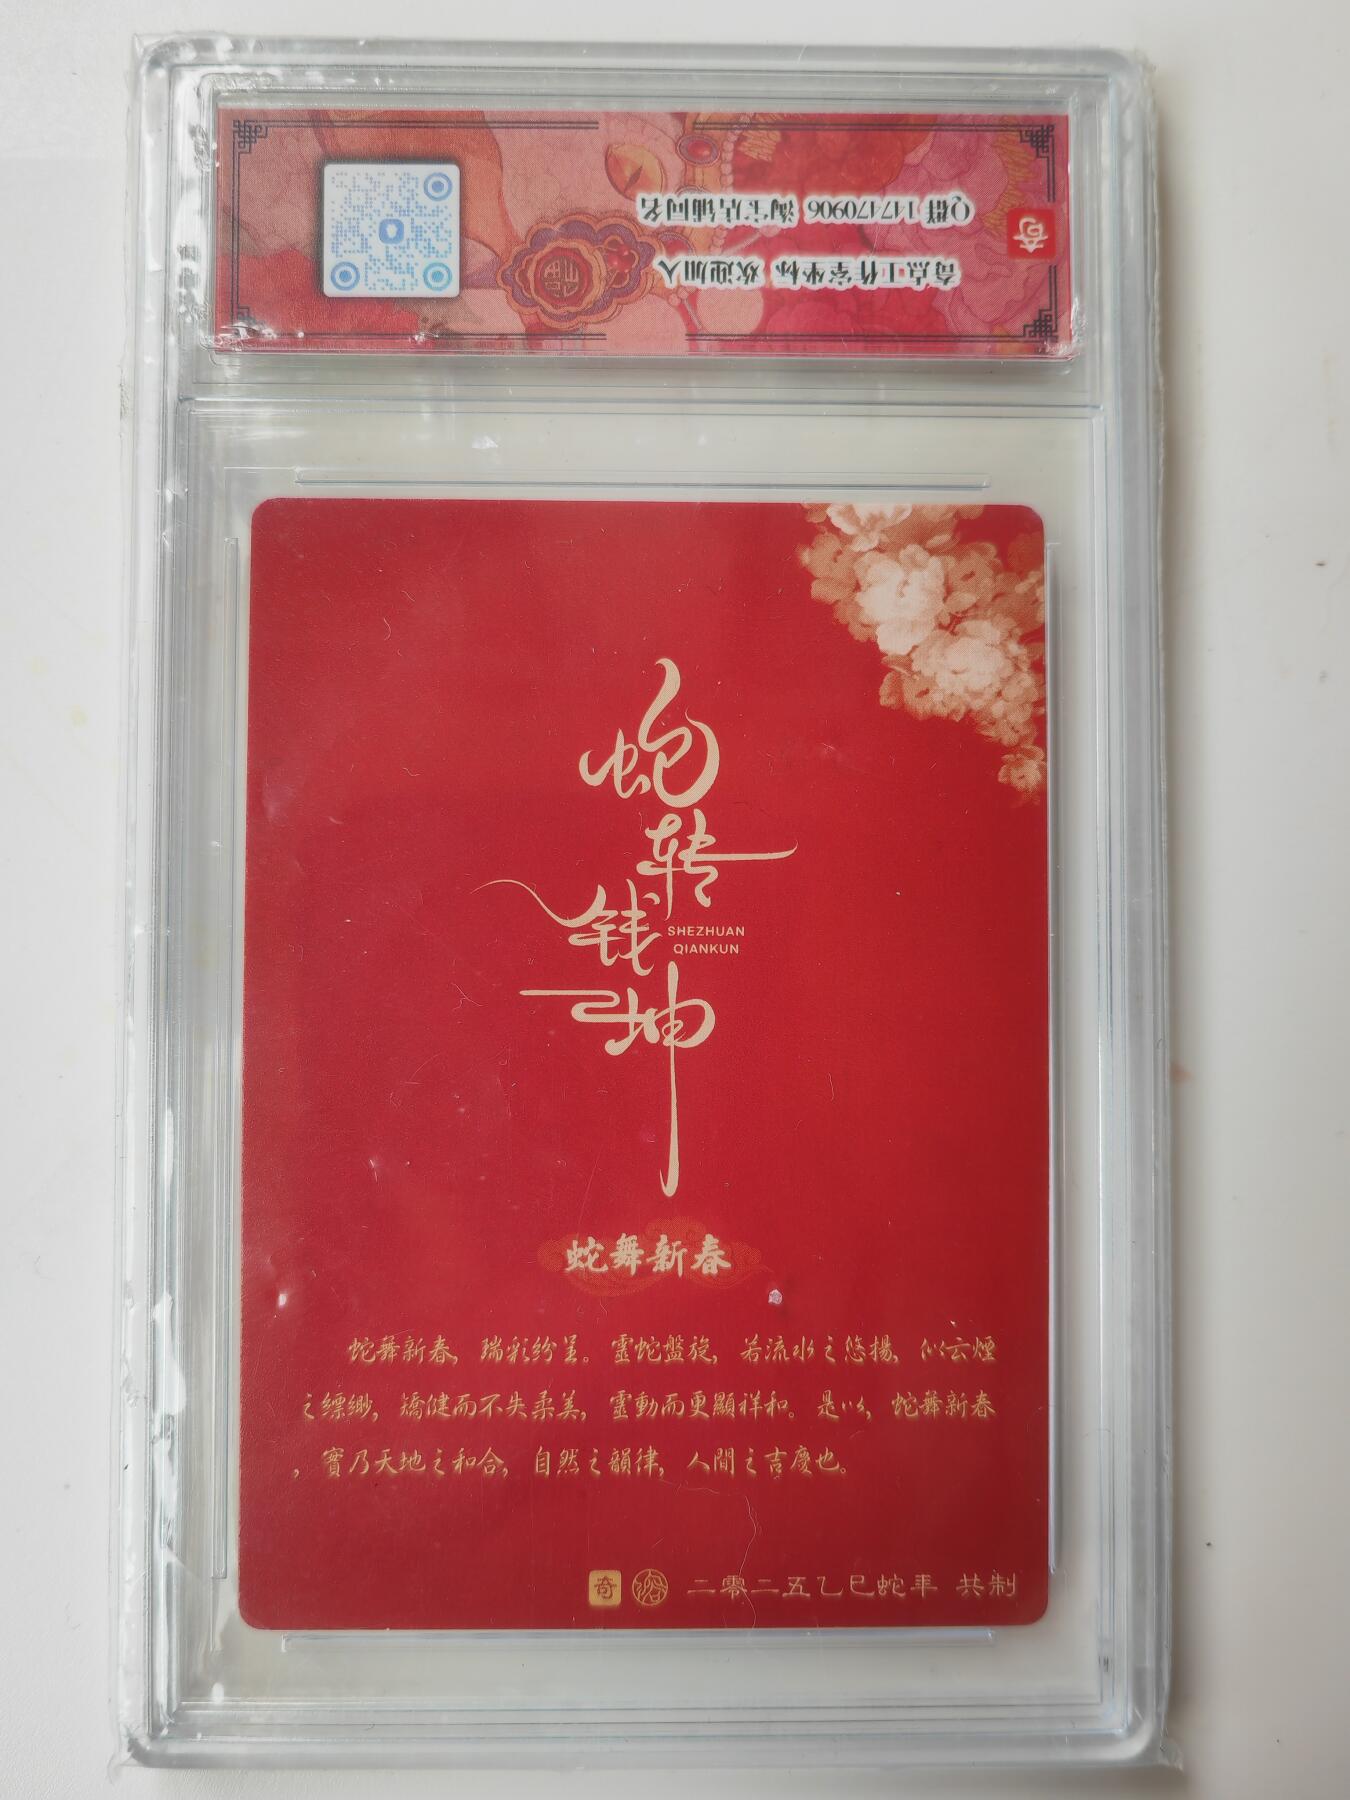 Q群 147470906 淘宝店铺同名
奇点工作室坐标 欢迎加入
奇
蛇转钱坤
SHEZHUAN
QIANKUN
蛇舞新春
蛇舞新春，瑞彩纷呈。靈蛇盤旋，若流水之悠揚，似云煙
之縹緲，矯健而不失柔美，靈動而更顯祥和。是以，蛇舞新春
，實乃天地之和合，自然之韻律，人間之吉慶也。
奇 二零二五乙巳蛇年 共制